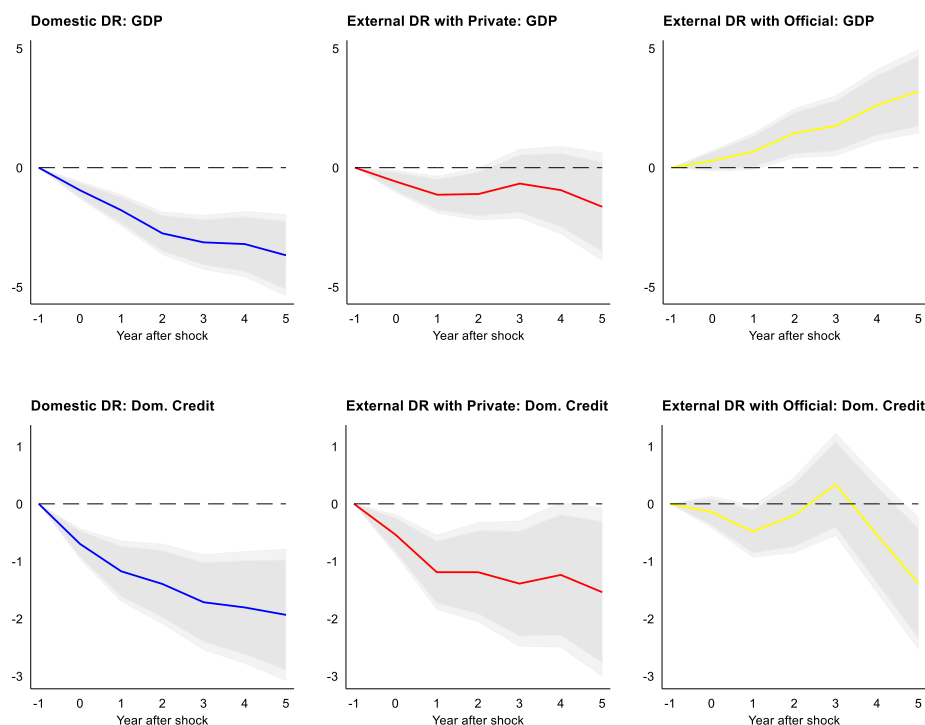 Domestic DR: GDP
External DR with Private: GDP
External DR with Official: GDP
5
0
-5
-1 0 1 2 3 4 5
Year after shock
5
0
-5
-1 0 1 2 3 4 5
Year after shock
5
0
-5
-1 0 1 2 3 4 5
Year after shock
Domestic DR: Dom. Credit
External DR with Private: Dom. Credit
External DR with Official: Dom. Credit
1
0
-1
-2
-3
-1 0 1 2 3 4 5
Year after shock
1
0
-1
-2
-3
-1 0 1 2 3 4 5
Year after shock
1
0
-1
-2
-3
-1 0 1 2 3 4 5
Year after shock